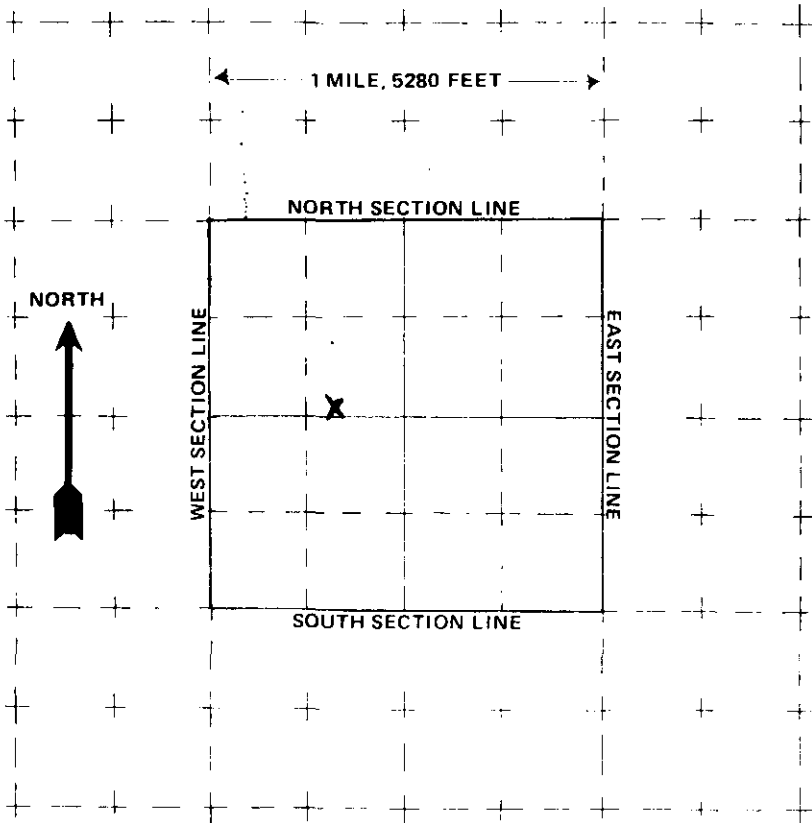 1 MILE, 5280 FEET
NORTH SECTION LINE
NORTH
WEST SECTION LINE
EAST SECTION LINE
X
SOUTH SECTION LINE